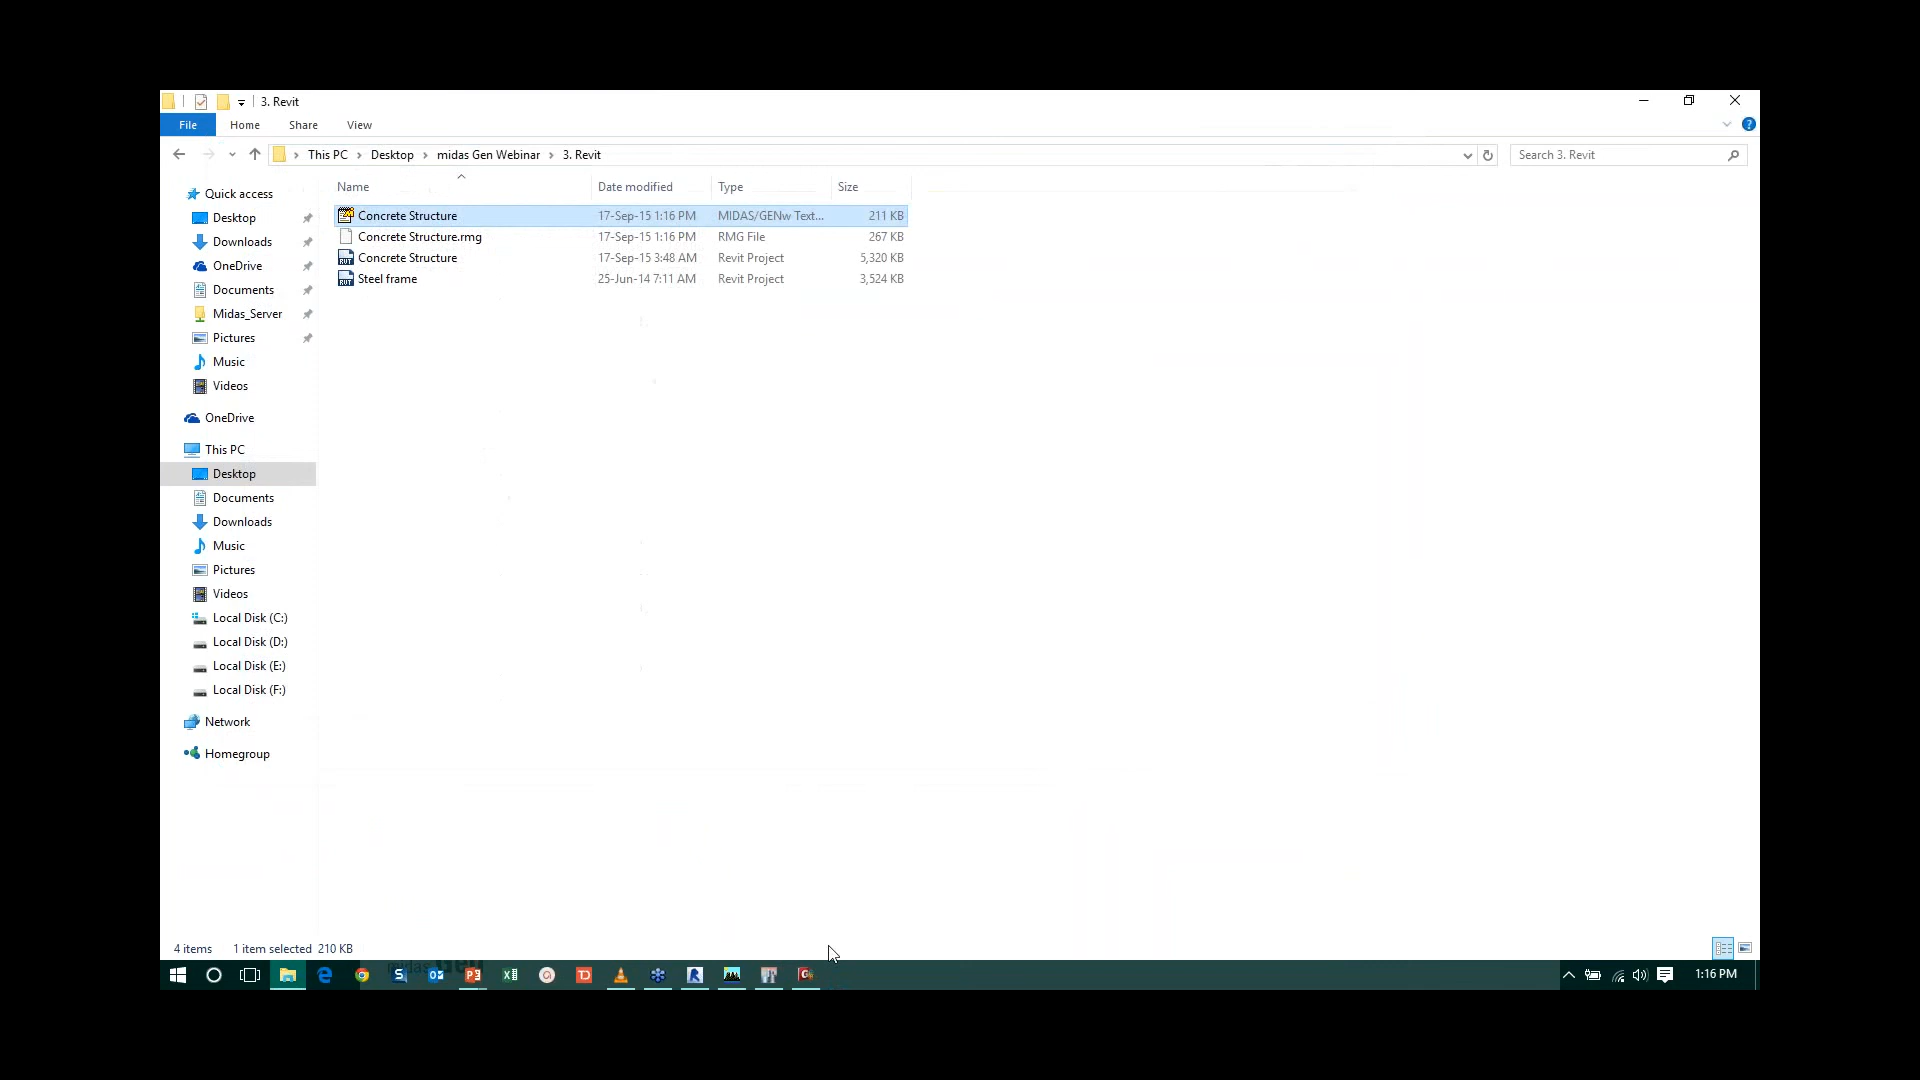 3. Revit
File Home Share View
This PC Desktop midas Gen Webinar 3. Revit Search 3. Revit
Name Date modified Type Size
Concrete Structure 17-Sep-15 1:16 PM MIDAS/GENw Text... 211 KB
Concrete Structure.rmg 17-Sep-15 1:16 PM RMG File 267 KB
Concrete Structure 17-Sep-15 3:48 AM Revit Project 5,320 KB
Steel frame 25-Jun-14 7:11 AM Revit Project 3,524 KB
Quick access
Desktop
Downloads
OneDrive
Documents
Midas_Server
Pictures
Music
Videos
OneDrive
This PC
Desktop
Documents
Downloads
Music
Pictures
Videos
Local Disk (C:)
Local Disk (D:)
Local Disk (E:)
Local Disk (F:)
Network
Homegroup
4 items 1 item selected 210 KB
1:16 PM